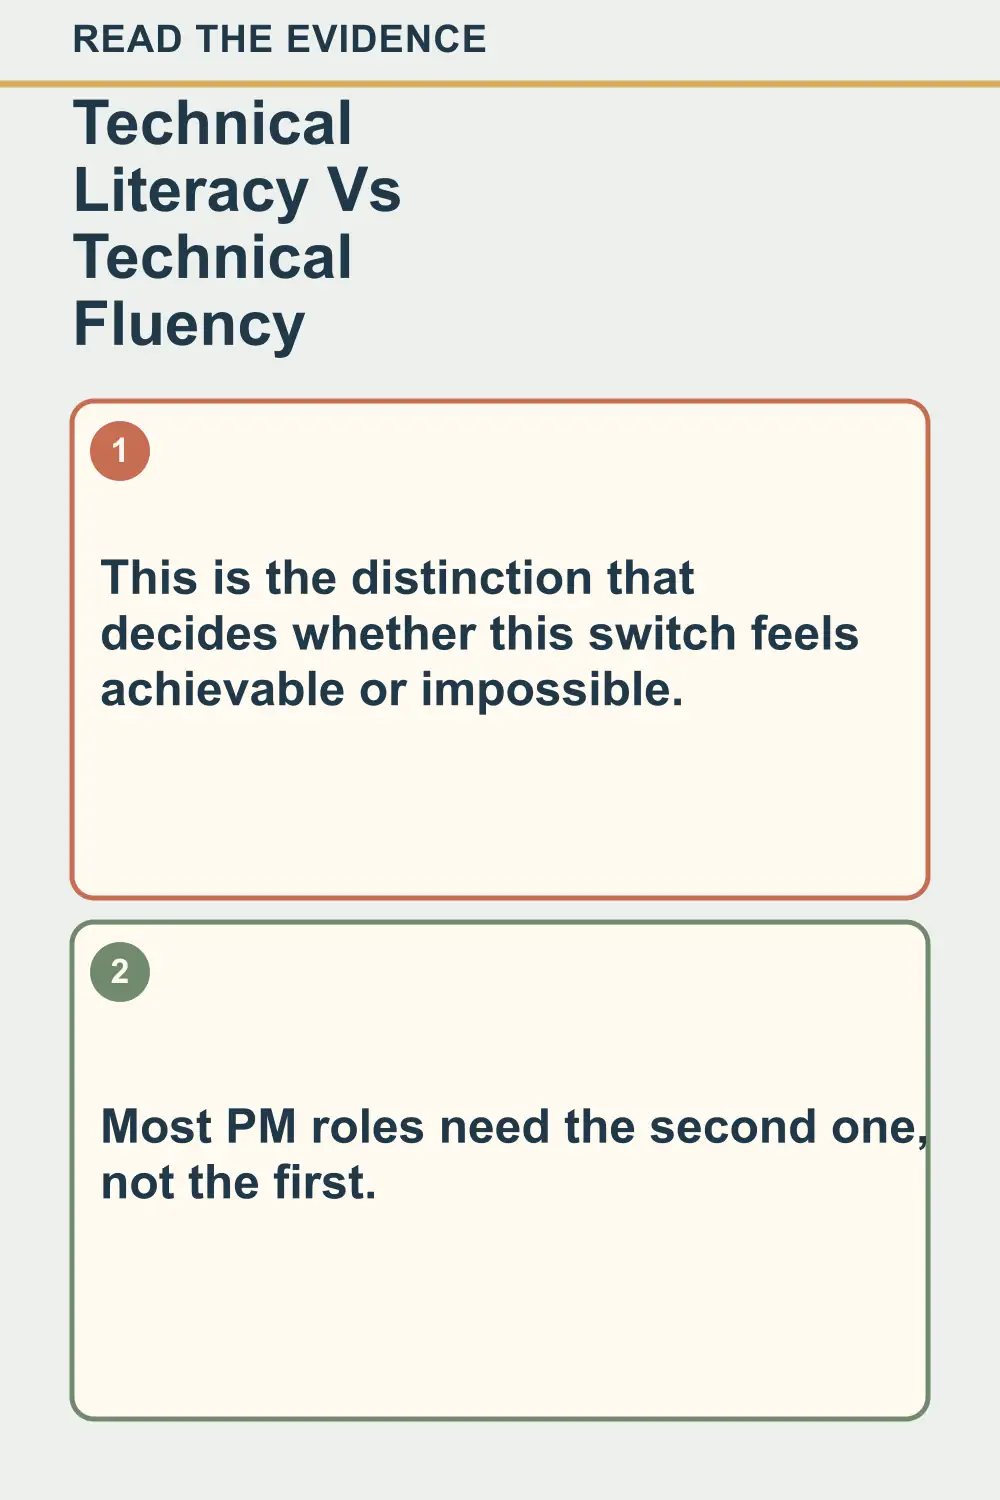 READ THE EVIDENCE
Technical
Literacy Vs
Technical
Fluency
1
This is the distinction that
decides whether this switch feels
achievable or impossible.
2
Most PM roles need the second one,
not the first.